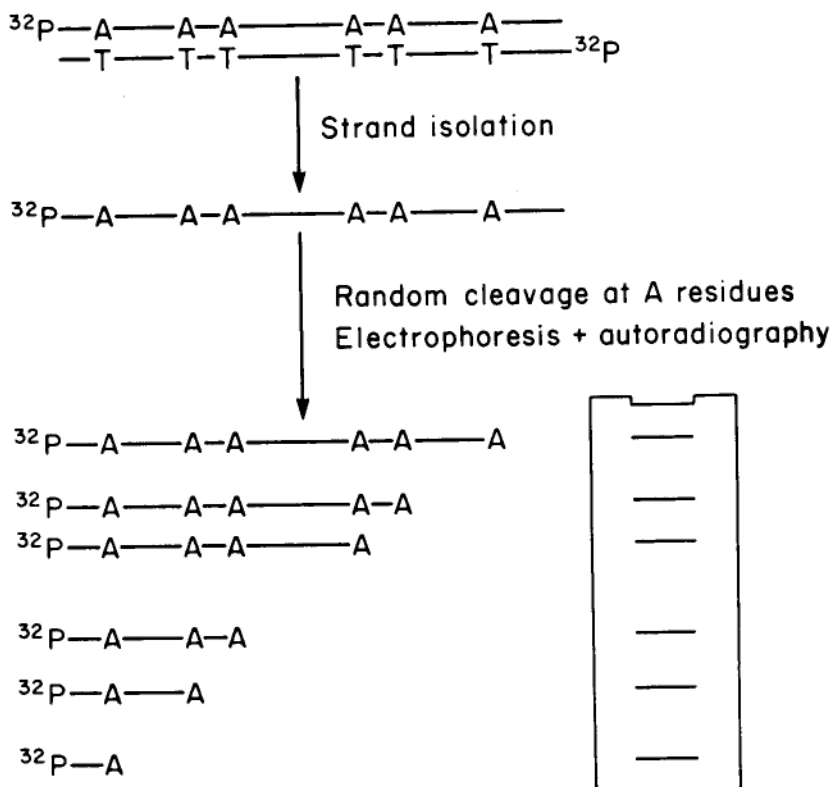 ³²P—A—A–A—A–A—A—
—T—T–T—T–T—T—³²P
Strand isolation
³²P—A—A–A—A–A—A—
Random cleavage at A residues
Electrophoresis + autoradiography
³²P—A—A–A—A–A—A
³²P—A—A–A—A–A
³²P—A—A–A—A
³²P—A—A–A
³²P—A—A
³²P—A